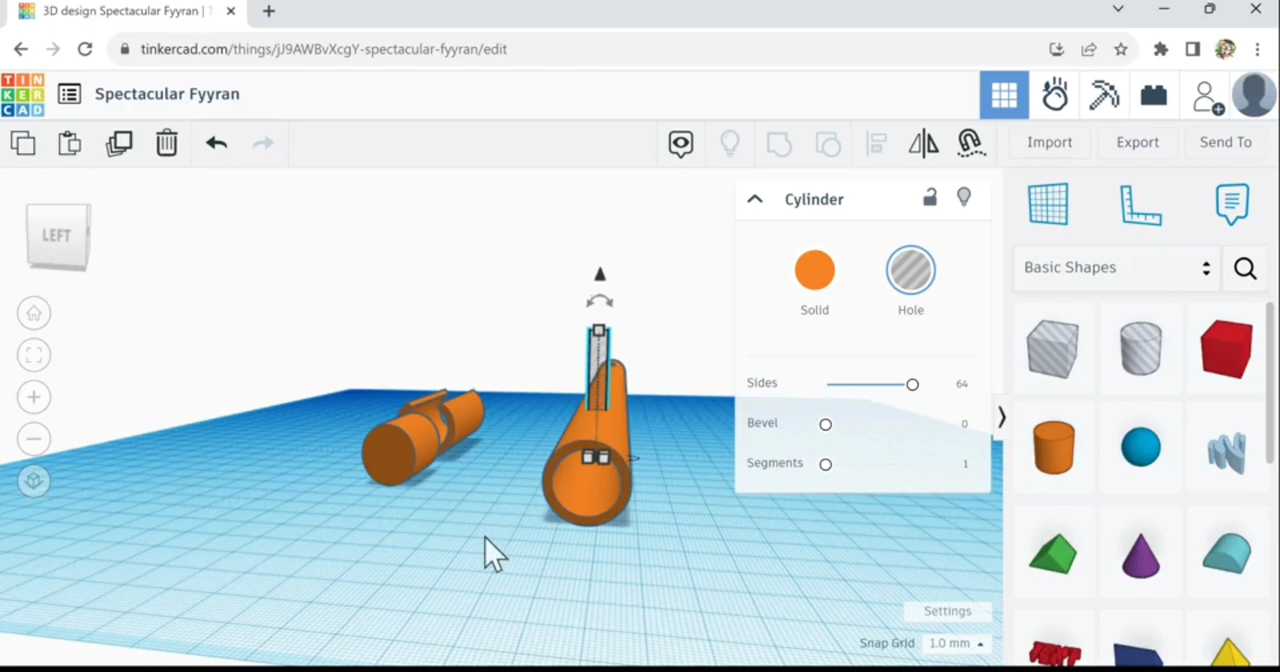 3D design Spectacular Fyyran |
tinkercad.com/things/jJ9AWBvXcgY-spectacular-fyyran/edit
TIN
KER
CAD
Spectacular Fyyran
Import
Export
Send To
LEFT
Cylinder
Solid
Hole
Sides
64
Bevel
0
Segments
1
Basic Shapes
TEXT
Settings
Snap Grid
1.0 mm